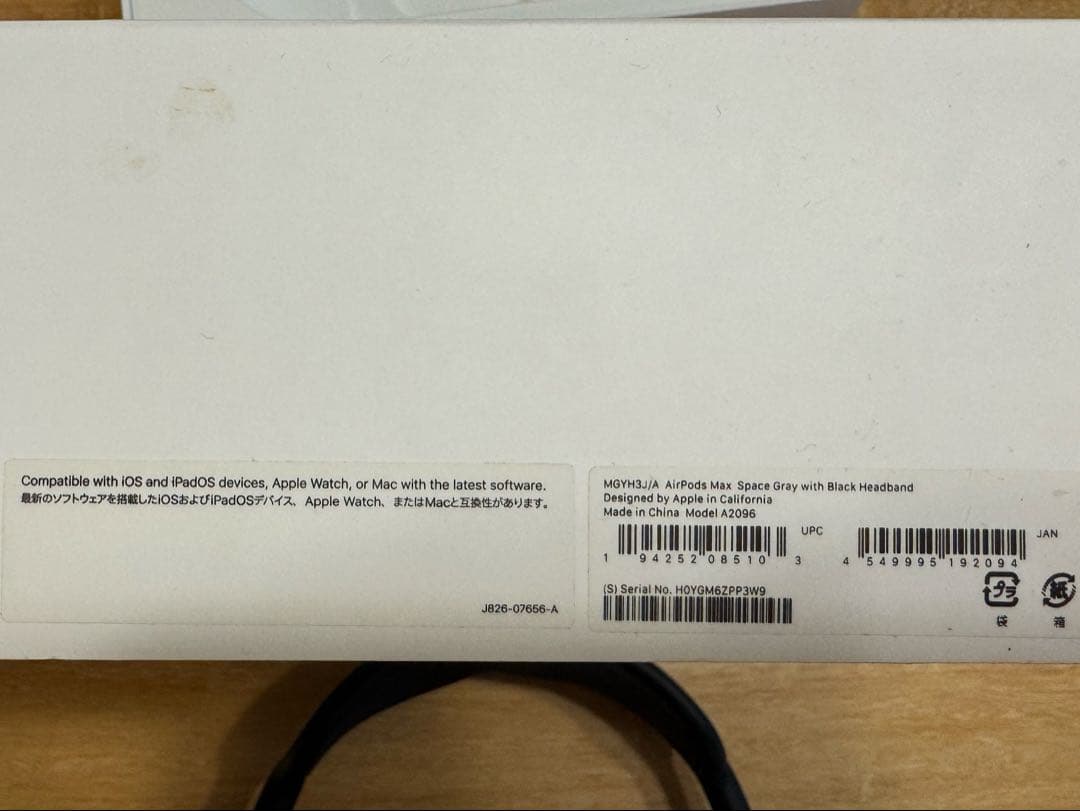 Compatible with iOS and iPadOS devices, Apple Watch, or Mac with the latest software.
最新のソフトウェアを搭載したiOSおよびiPadOSデバイス、Apple Watch、またはMacと互換性があります。
J826-07656-A
MGYH3J/A AirPods Max Space Gray with Black Headband
Designed by Apple in California
Made in China Model A2096
UPC
1 94252 08510 3
JAN
4 549995 192094
(S) Serial No. H0YGM6ZPP3W9
プラ
袋
紙
箱